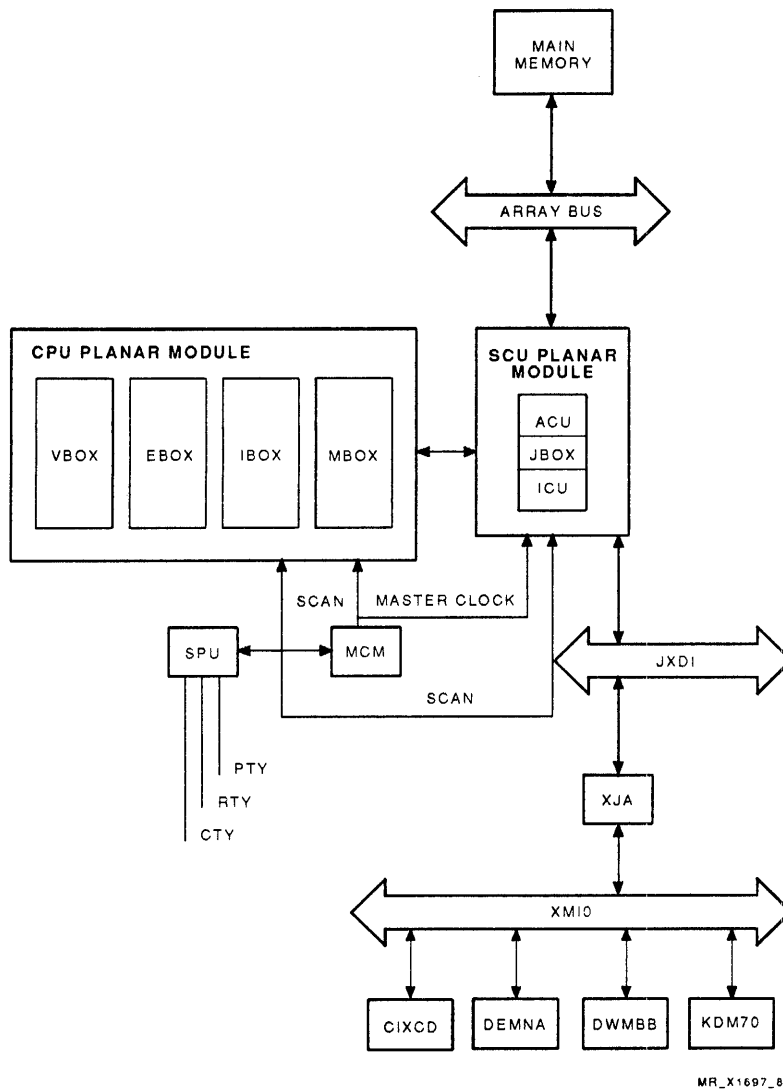 MAIN
MEMORY
ARRAY BUS
CPU PLANAR MODULE
VBOX
EBOX
IBOX
MBOX
SCU PLANAR
MODULE
ACU
JBOX
ICU
SCAN
MASTER CLOCK
SPU
MCM
JXDI
SCAN
PTY
RTY
CTY
XJA
XMI0
CIXCD
DEMNA
DWMBB
KDM70